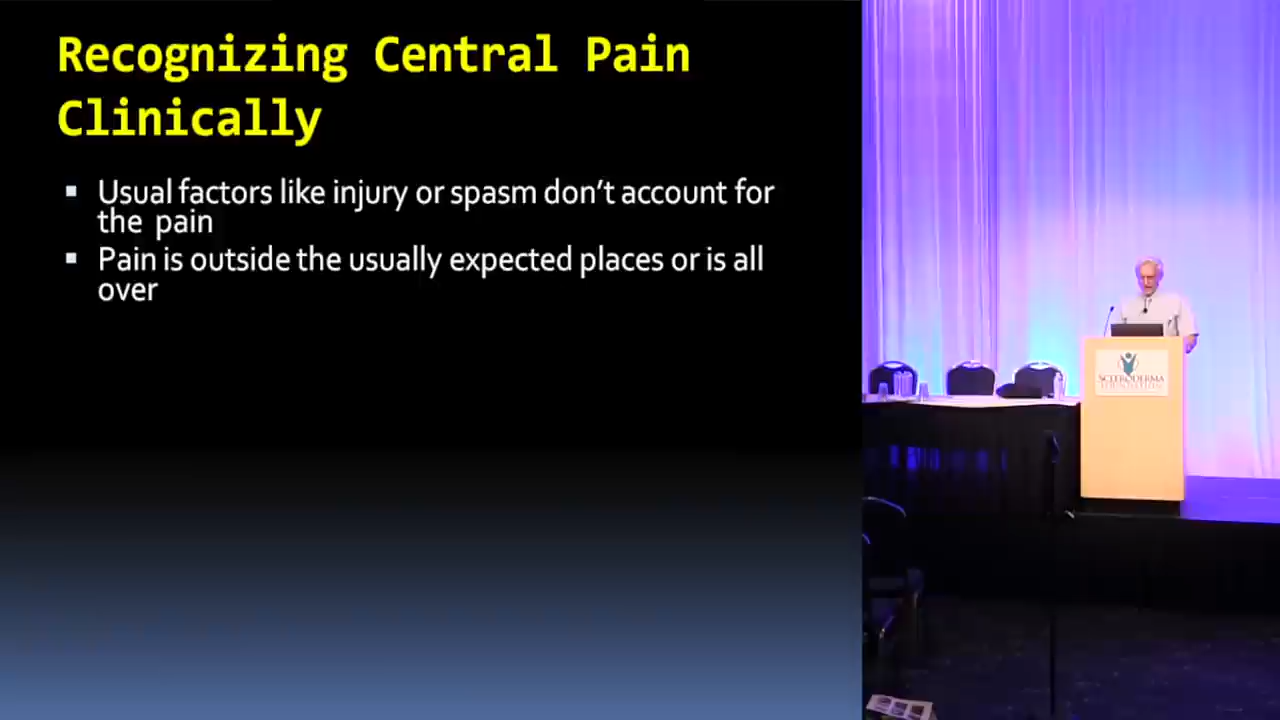 Recognizing Central Pain
Clinically
▪ Usual factors like injury or spasm don't account for
the pain
▪ Pain is outside the usually expected places or is all
over
SCLERODERMA
FOUNDATION